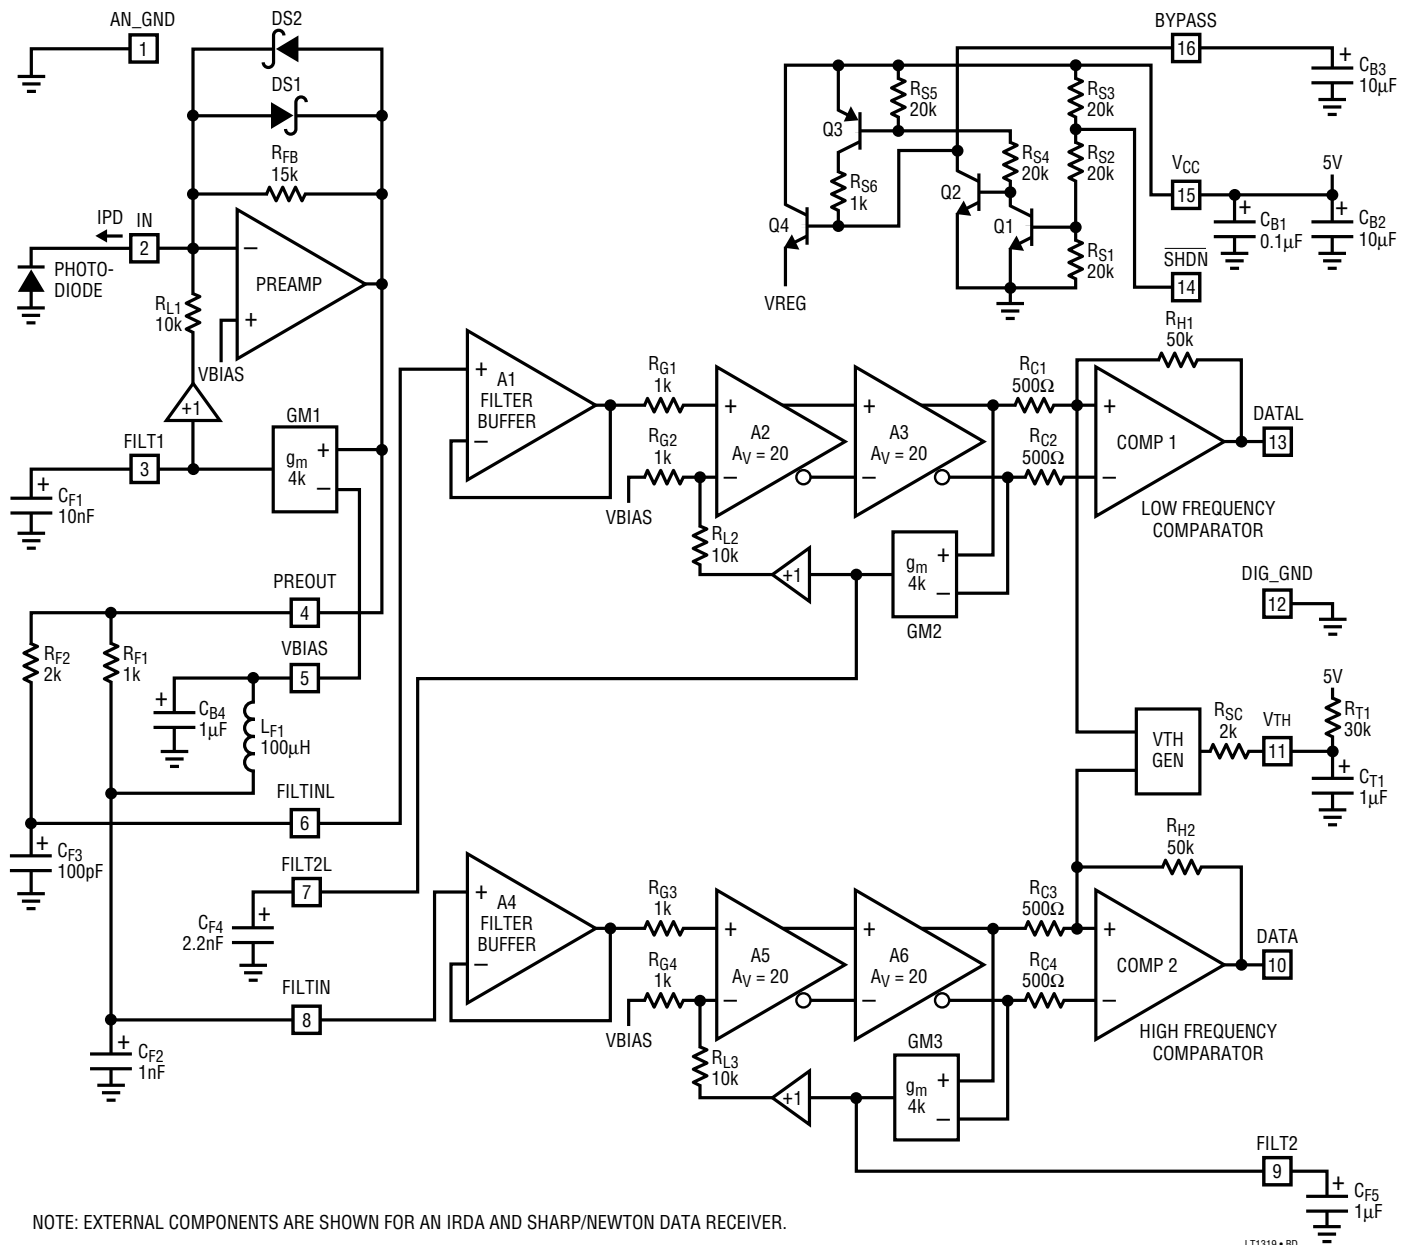 AN_GND
1
DS2
DS1
RFB
15k
IPD
IN
2
PHOTO-
DIODE
−
PREAMP
+
RL1
10k
VBIAS
+1
GM1
FILT1
3
gm
4k
+
−
+
CF1
10nF
PREOUT
4
RF2
2k
RF1
1k
VBIAS
5
+
CB4
1µF
LF1
100µH
FILTINL
6
+
CF3
100pF
FILT2L
7
+
CF4
2.2nF
FILTIN
8
+
CF2
1nF
BYPASS
16
+
CB3
10µF
RS5
20k
RS3
20k
Q3
RS4
20k
RS2
20k
RS6
1k
Q2
Q4
Q1
RS1
20k
VREG
VCC
15
5V
+
CB1
0.1µF
+
CB2
10µF
SHDN
14
+
A1
FILTER
BUFFER
−
RG1
1k
RG2
1k
VBIAS
+
A2
AV = 20
−
+
A3
AV = 20
−
RC1
500Ω
RC2
500Ω
RH1
50k
+
COMP 1
−
DATAL
13
LOW FREQUENCY
COMPARATOR
RL2
10k
+1
gm
4k
+
−
GM2
DIG_GND
12
VTH
GEN
RSC
2k
VTH
11
5V
RT1
30k
+
CT1
1µF
+
A4
FILTER
BUFFER
−
RG3
1k
RG4
1k
VBIAS
+
A5
AV = 20
−
+
A6
AV = 20
−
RC3
500Ω
RC4
500Ω
RH2
50k
+
COMP 2
−
DATA
10
HIGH FREQUENCY
COMPARATOR
RL3
10k
+1
GM3
gm
4k
+
−
FILT2
9
+
CF5
1µF
NOTE: EXTERNAL COMPONENTS ARE SHOWN FOR AN IRDA AND SHARP/NEWTON DATA RECEIVER.
LT1319 • BD